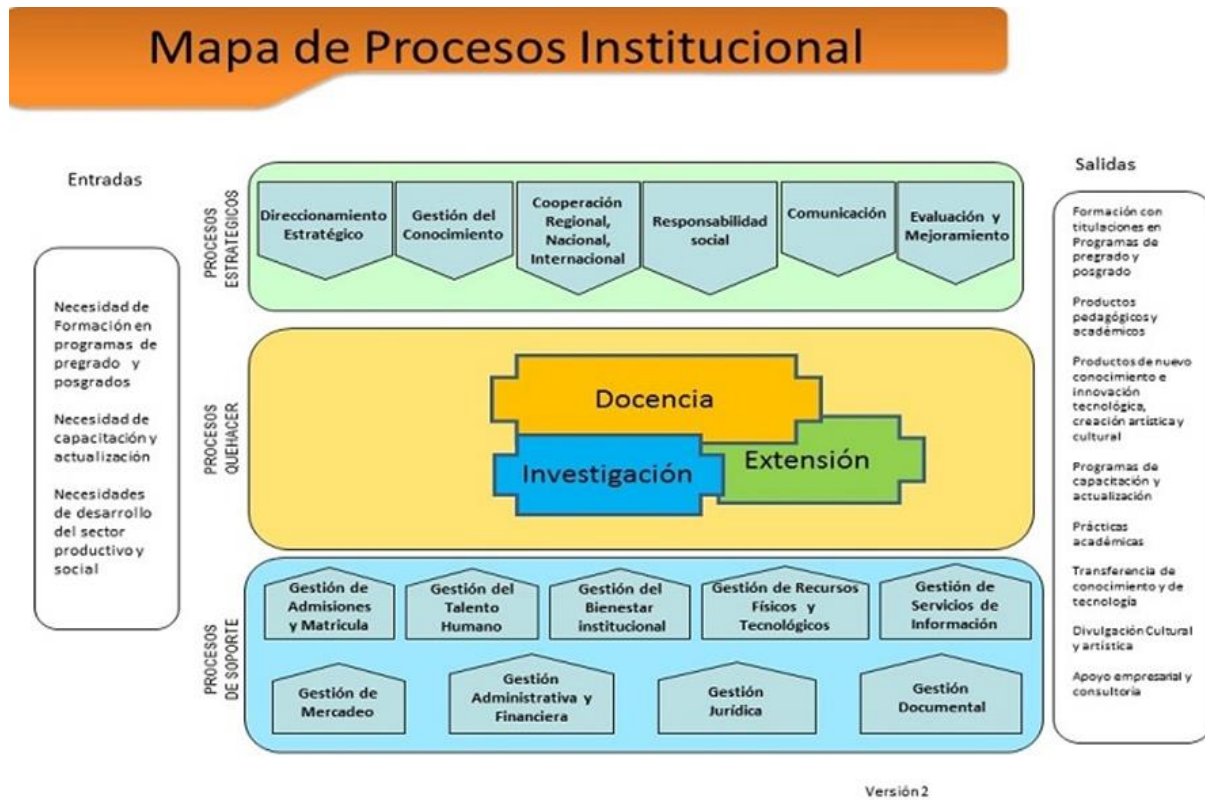 Mapa de Procesos Institucional
Entradas
Necesidad de
Formación en
programas de
pregrado y
posgrados
Necesidad de
capacitación y
actualización
Necesidades
de desarrollo
del sector
productivo y
social
PROCESOS
ESTRATEGICOS
Direccionamiento
Estratégico
Gestión del
Conocimiento
Cooperación
Regional,
Nacional,
Internacional
Responsabilidad
social
Comunicación
Evaluación y
Mejoramiento
PROCESOS
QUEHACER
Docencia
Investigación
Extensión
PROCESOS
DE SOPORTE
Gestión de
Admisiones
y Matricula
Gestión del
Talento
Humano
Gestión del
Bienestar
institucional
Gestión de Recursos
Físicos y
Tecnológicos
Gestión de
Servicios de
Información
Gestión de
Mercadeo
Gestión
Administrativa y
Financiera
Gestión
Jurídica
Gestión
Documental
Salidas
Formación con
titulaciones en
Programas de
pregrado y
posgrado
Productos
pedagógicos y
académicos
Productos de nuevo
conocimiento e
innovación
tecnológica,
creación artística y
cultural
Programas de
capacitación y
actualización
Prácticas
académicas
Transferencia de
conocimiento y de
tecnología
Divulgación Cultural
y artística
Apoyo empresarial y
consultoría
Versión 2